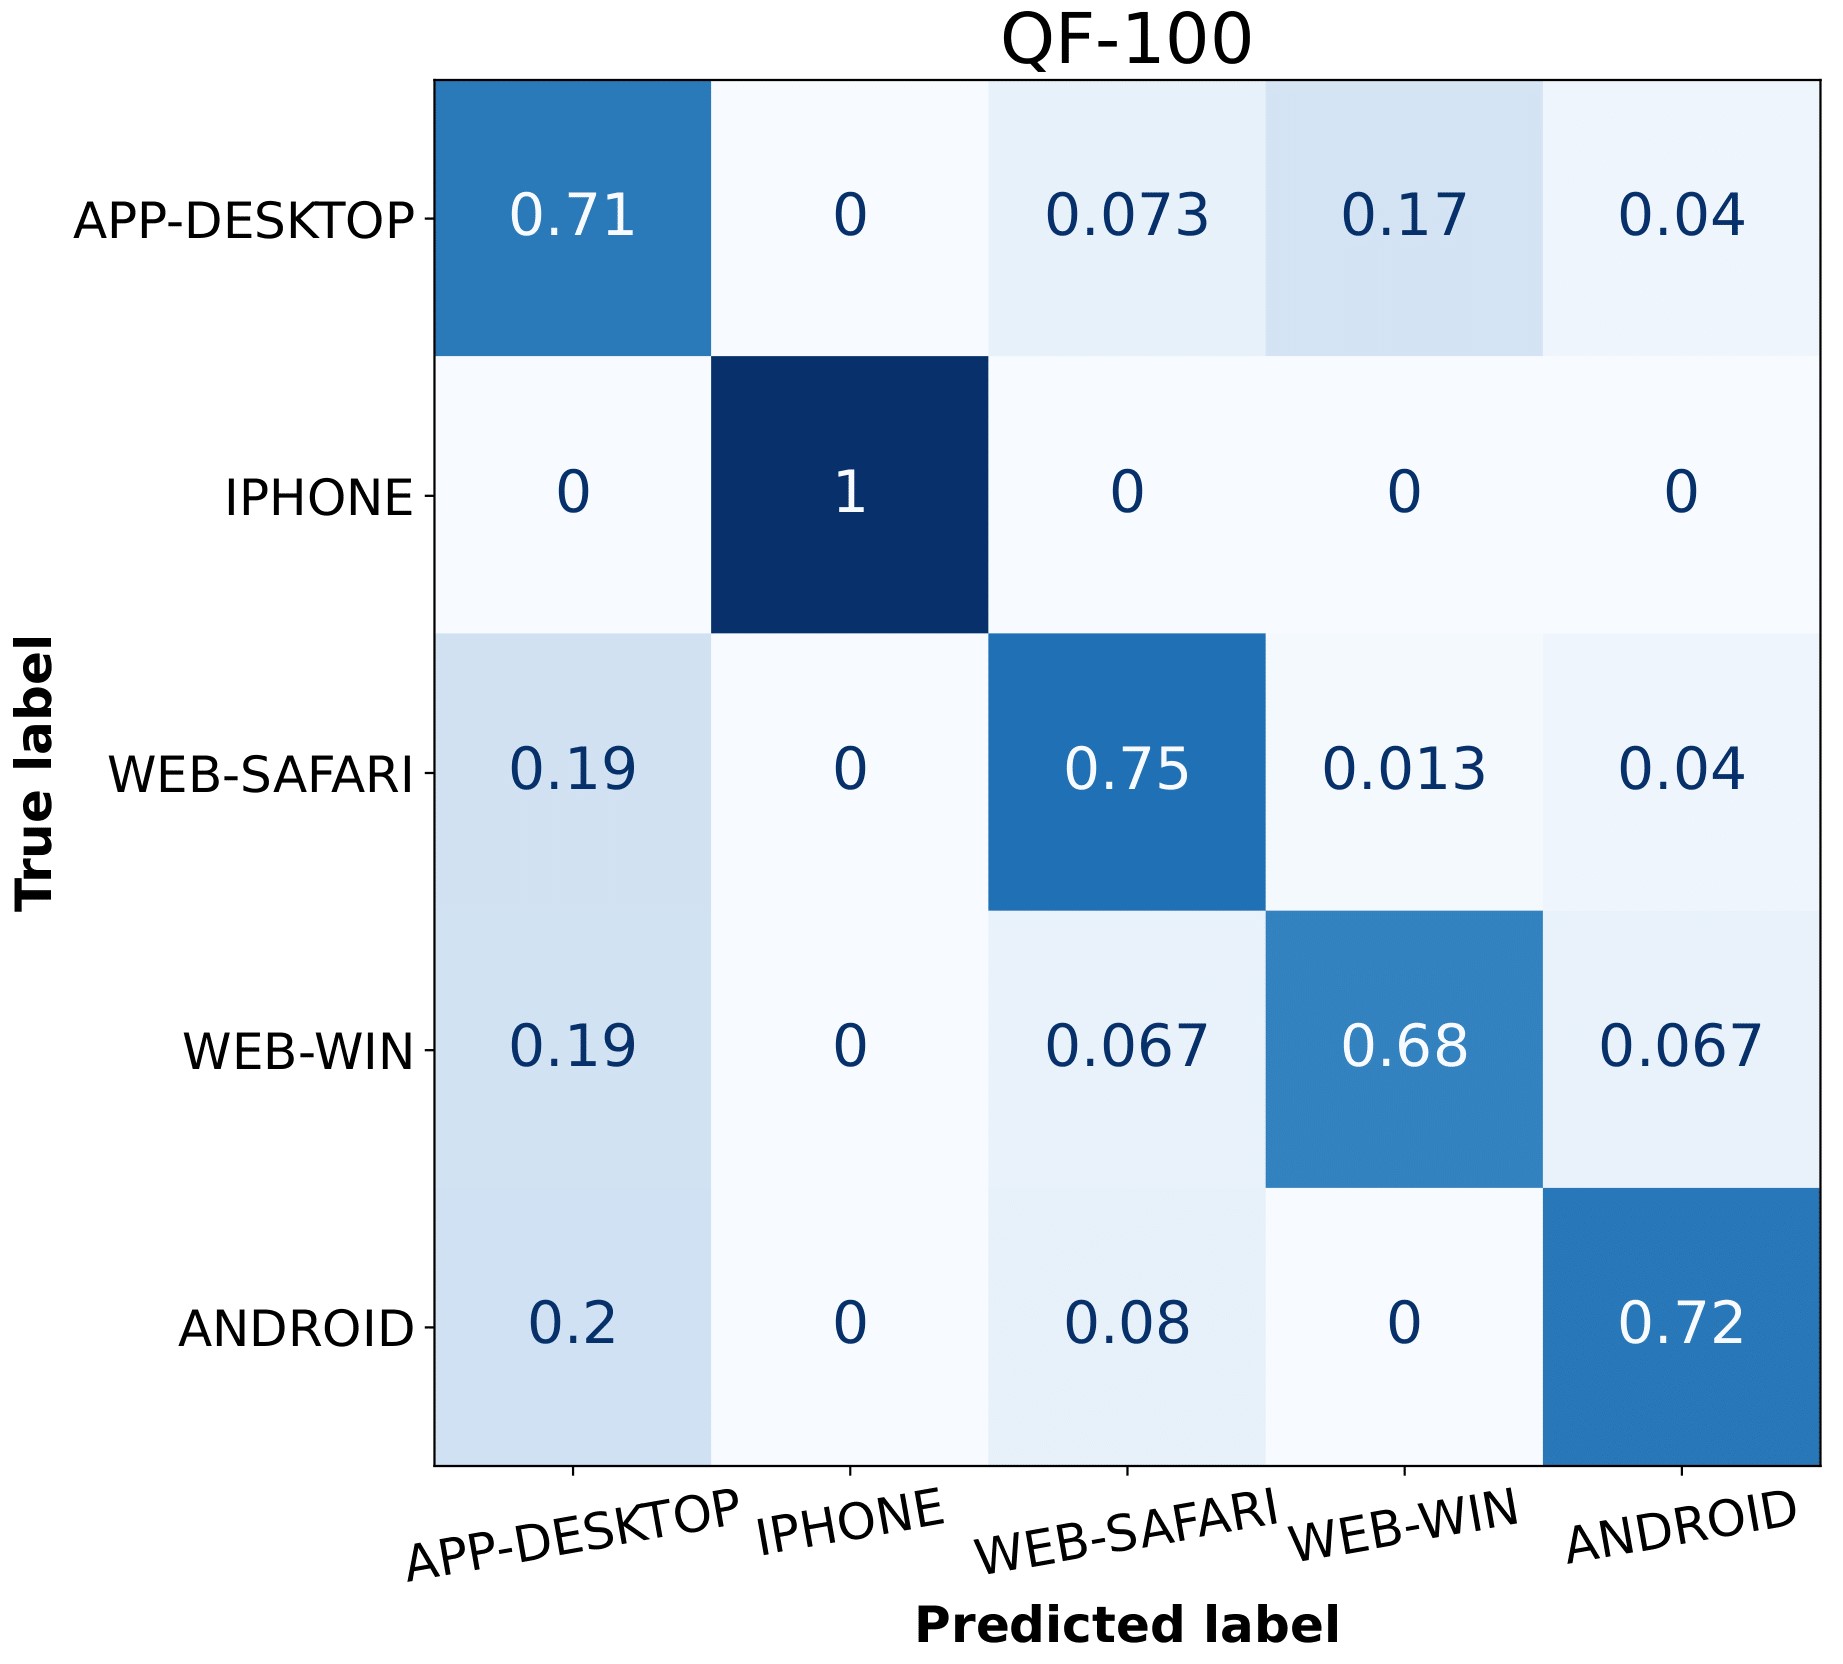 QF-100
True label
APP-DESKTOP 0.71 0 0.073 0.17 0.04
IPHONE 0 1 0 0 0
WEB-SAFARI 0.19 0 0.75 0.013 0.04
WEB-WIN 0.19 0 0.067 0.68 0.067
ANDROID 0.2 0 0.08 0 0.72
APP-DESKTOP IPHONE WEB-SAFARI WEB-WIN ANDROID
Predicted label